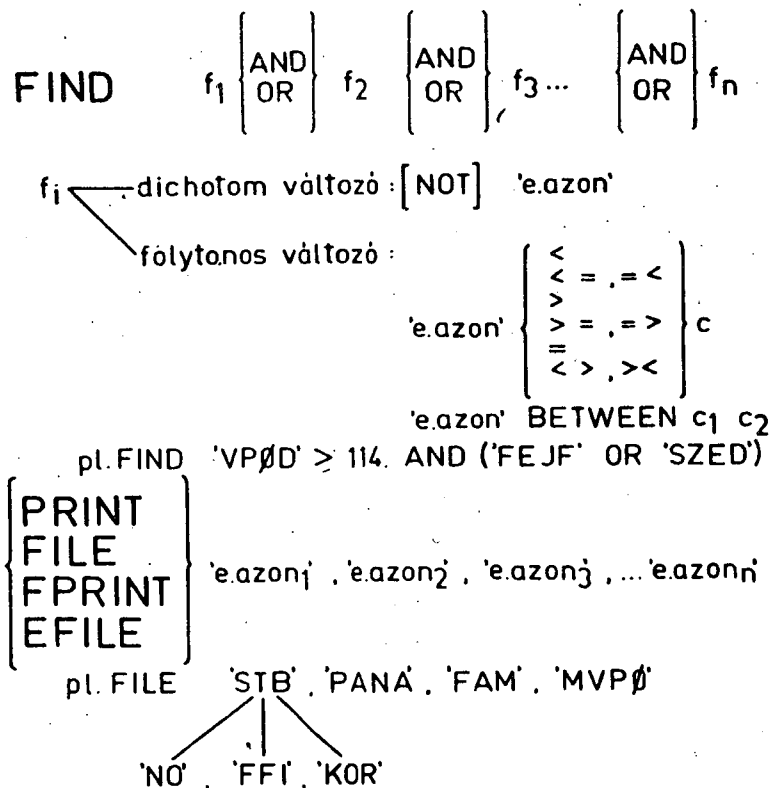 FIND f1 {AND OR} f2 {AND OR}, f3... {AND OR} fn
fi dichotom változó: [NOT] 'e.azon'
folytonos változó:
'e.azon' { < 
< = , = <
>
> = , = >
=
< > , > < } c
'e.azon' BETWEEN c1 c2
pl. FIND 'VPØD' ≥ 114. AND ('FEJF' OR 'SZED')
PRINT
FILE
FPRINT
EFILE
'e.azon1', 'e.azon2', 'e.azon3', ... 'e.azonn'
pl. FILE 'STB', 'PANA', 'FAM', 'MVPØ'
'NO', 'FFI', 'KOR'